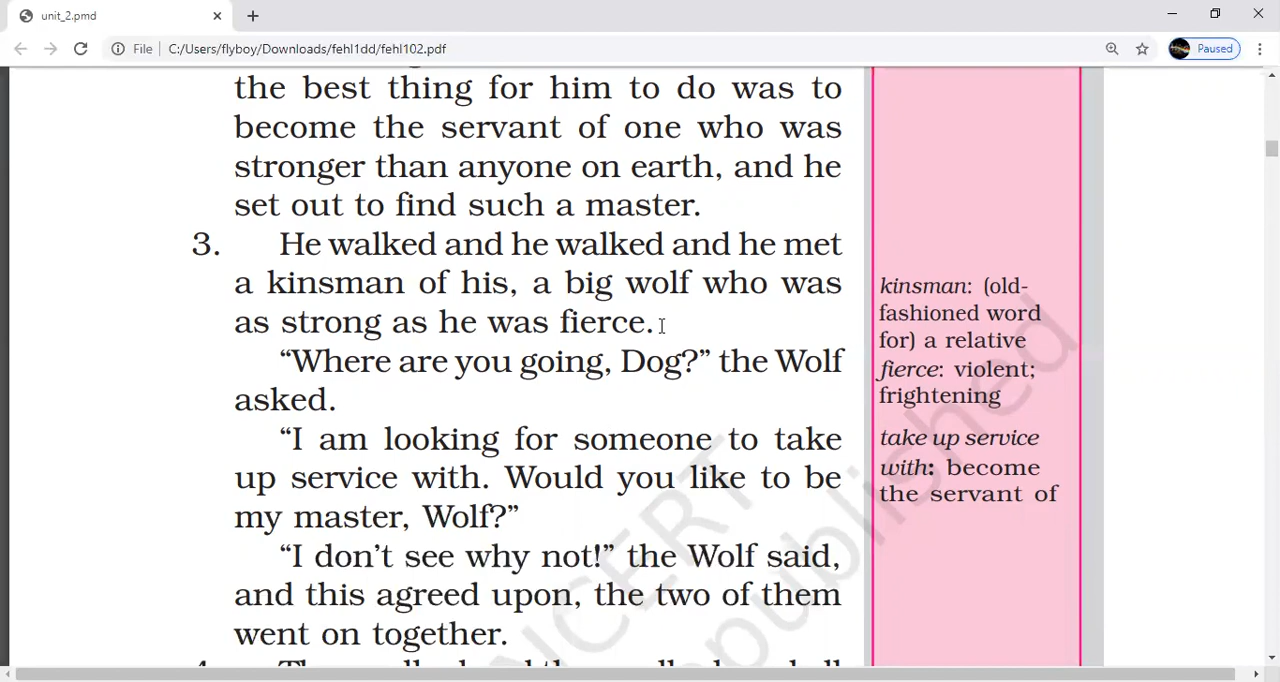 unit_2.pmd
File
C:/Users/flyboy/Downloads/fehl1dd/fehl102.pdf
Paused
the best thing for him to do was to
become the servant of one who was
stronger than anyone on earth, and he
set out to find such a master.
3. He walked and he walked and he met
a kinsman of his, a big wolf who was
as strong as he was fierce.
“Where are you going, Dog?” the Wolf
asked.
“I am looking for someone to take
up service with. Would you like to be
my master, Wolf?”
“I don’t see why not!” the Wolf said,
and this agreed upon, the two of them
went on together.
kinsman: (old-
fashioned word
for) a relative
fierce: violent;
frightening
take up service
with: become
the servant of
NCERT
published